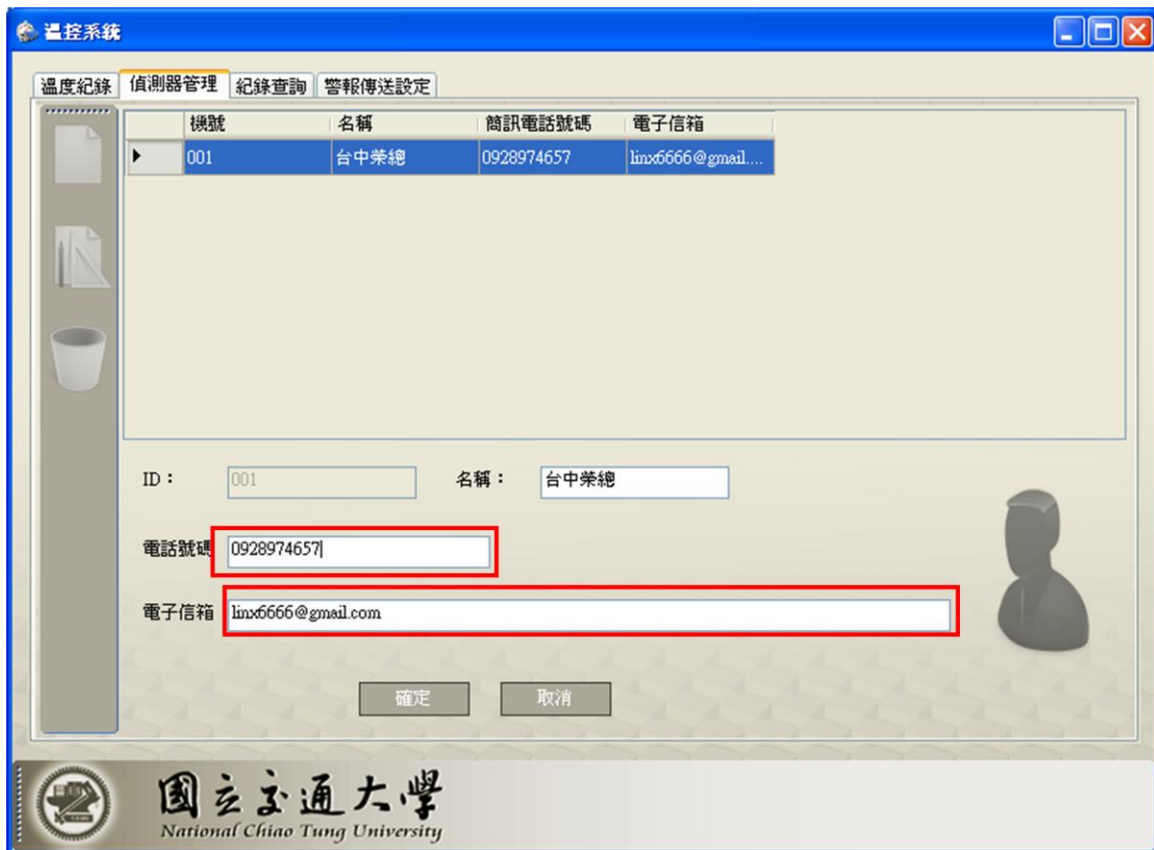 溫控系統
溫度紀錄 偵測器管理 紀錄查詢 警報傳送設定
機號 名稱 簡訊電話號碼 電子信箱
001 台中榮總 0928974657 linx6666@gmail....
ID： 001 名稱： 台中榮總
電話號碼 0928974657
電子信箱 linx6666@gmail.com
確定 取消
國立交通大學
National Chiao Tung University